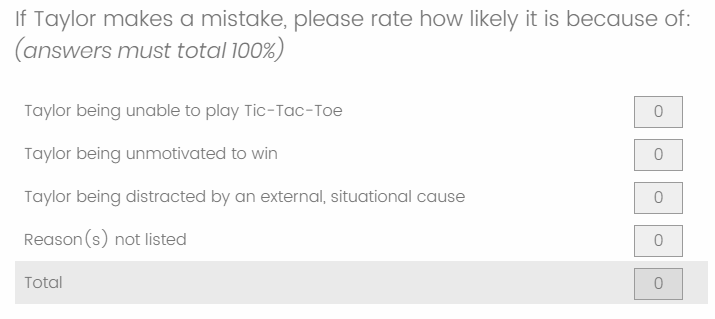 If Taylor makes a mistake, please rate how likely it is because of:
(answers must total 100%)
Taylor being unable to play Tic-Tac-Toe 0
Taylor being unmotivated to win 0
Taylor being distracted by an external, situational cause 0
Reason(s) not listed 0
Total 0